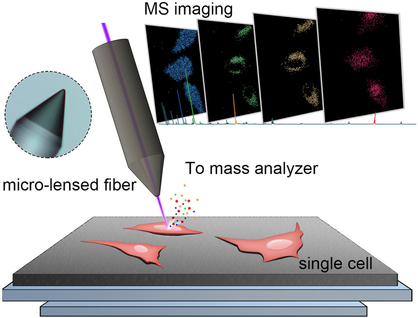 MS imaging
To mass analyzer
micro-lensed fiber
single cell